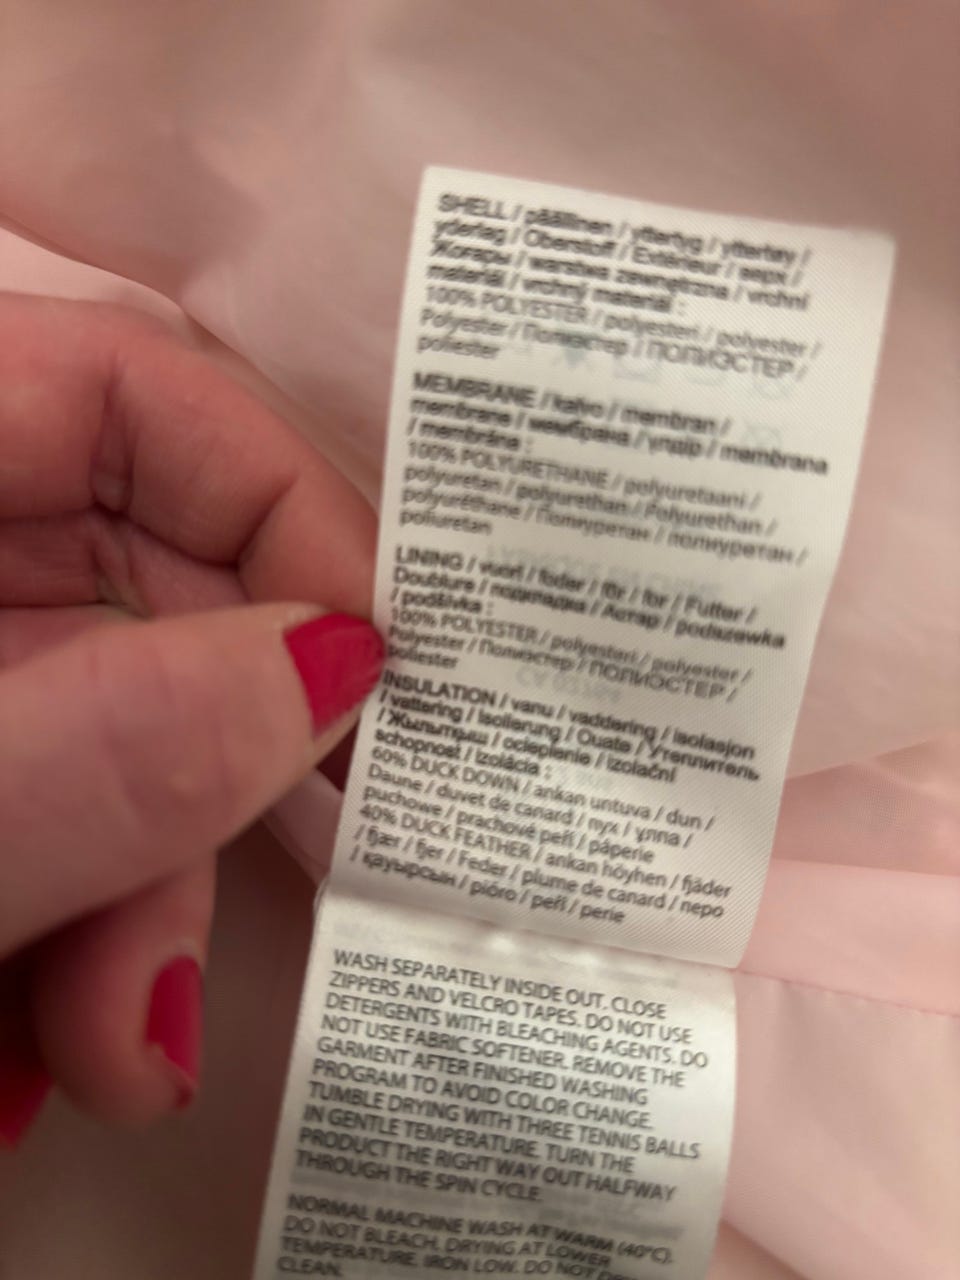 SHELL / päällinen / yttertyg / yttertøy /
yderlag / Oberstoff / Extérieur / верх /
Жоғары / warstwa zewnętrzna / vrchní
materiál / vrchný materiál :
100% POLYESTER / polyesteri / polyester /
Polyester / Полиэстер / ПОЛИЭСТЕР /
poliester
MEMBRANE / kalvo / membran /
membrane / мембрана / membrana
/ membrána :
100% POLYURETHANE / polyuretaani /
polyuretan / polyurethan / Polyurethan /
polyuréthane / Полиуретан / полиуретан /
poliuretan
LINING / vuori / foder / fôr / for / Futter /
Doublure / подкладка / Астар / podszewka
/ podšívka :
100% POLYESTER / polyesteri / polyester /
Polyester / Полиэстер / ПОЛИЭСТЕР /
poliester
INSULATION / vanu / vaddering / isolasjon
/ vattering / Isolierung / Ouate / Утеплитель
/ Жылытқыш / ocieplenie / izolační
schopnost / izolácia :
60% DUCK DOWN / ankan untuva / dun /
Daune / duvet de canard / пух / үлпа /
puchowe / prachové peří / páperie
40% DUCK FEATHER / ankan höyhen / fjäder
/ fjær / fjer / Feder / plume de canard / перо
/ қауырсын / pióro / peří / perie
WASH SEPARATELY INSIDE OUT. CLOSE
ZIPPERS AND VELCRO TAPES. DO NOT USE
DETERGENTS WITH BLEACHING AGENTS. DO
NOT USE FABRIC SOFTENER. REMOVE THE
GARMENT AFTER FINISHED WASHING
PROGRAM TO AVOID COLOR CHANGE.
TUMBLE DRYING WITH THREE TENNIS BALLS
IN GENTLE TEMPERATURE. TURN THE
PRODUCT THE RIGHT WAY OUT HALFWAY
THROUGH THE SPIN CYCLE.
NORMAL MACHINE WASH AT WARM (40°C).
DO NOT BLEACH. DRYING AT LOWER
TEMPERATURE. IRON LOW. DO NOT
CLEAN.